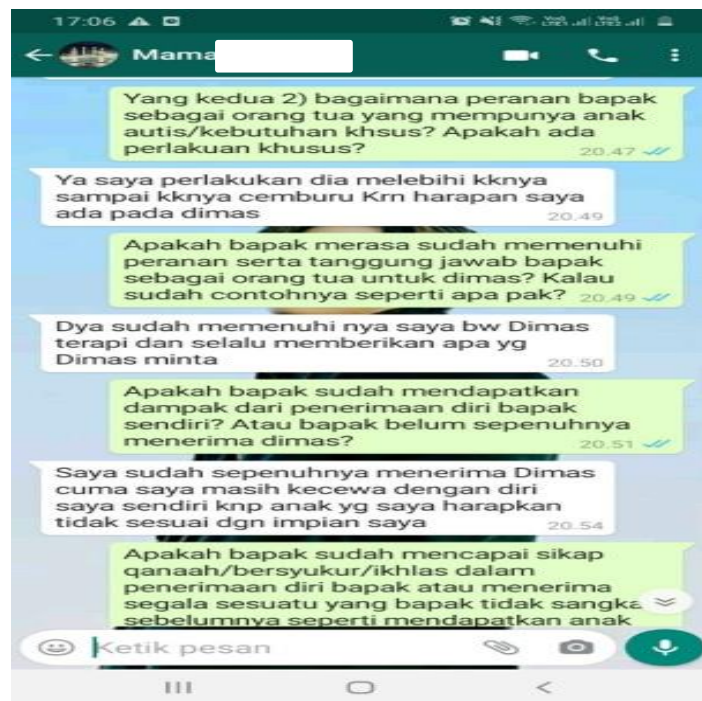 17:06
Mama
Yang kedua 2) bagaimana peranan bapak
sebagai orang tua yang mempunya anak
autis/kebutuhan khsus? Apakah ada
perlakuan khusus?
20.47
Ya saya perlakukan dia melebihi kknya
sampai kknya cemburu Krn harapan saya
ada pada dimas
20.49
Apakah bapak merasa sudah memenuhi
peranan serta tanggung jawab bapak
sebagai orang tua untuk dimas? Kalau
sudah contohnya seperti apa pak?
20.49
Dya sudah memenuhi nya saya bw Dimas
terapi dan selalu memberikan apa yg
Dimas minta
20.50
Apakah bapak sudah mendapatkan
dampak dari penerimaan diri bapak
sendiri? Atau bapak belum sepenuhnya
menerima dimas?
20.51
Saya sudah sepenuhnya menerima Dimas
cuma saya masih kecewa dengan diri
saya sendiri knp anak yg saya harapkan
tidak sesuai dgn impian saya
20.54
Apakah bapak sudah mencapai sikap
qanaah/bersyukur/ikhlas dalam
penerimaan diri bapak atau menerima
segala sesuatu yang bapak tidak sangka
sebelumnya seperti mendapatkan anak
Ketik pesan